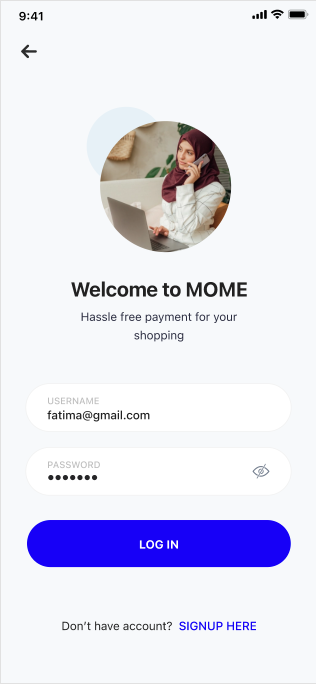 9:41
Welcome to MOME
Hassle free payment for your
shopping
USERNAME
fatima@gmail.com
PASSWORD
•••••••
LOG IN
Don’t have account? SIGNUP HERE